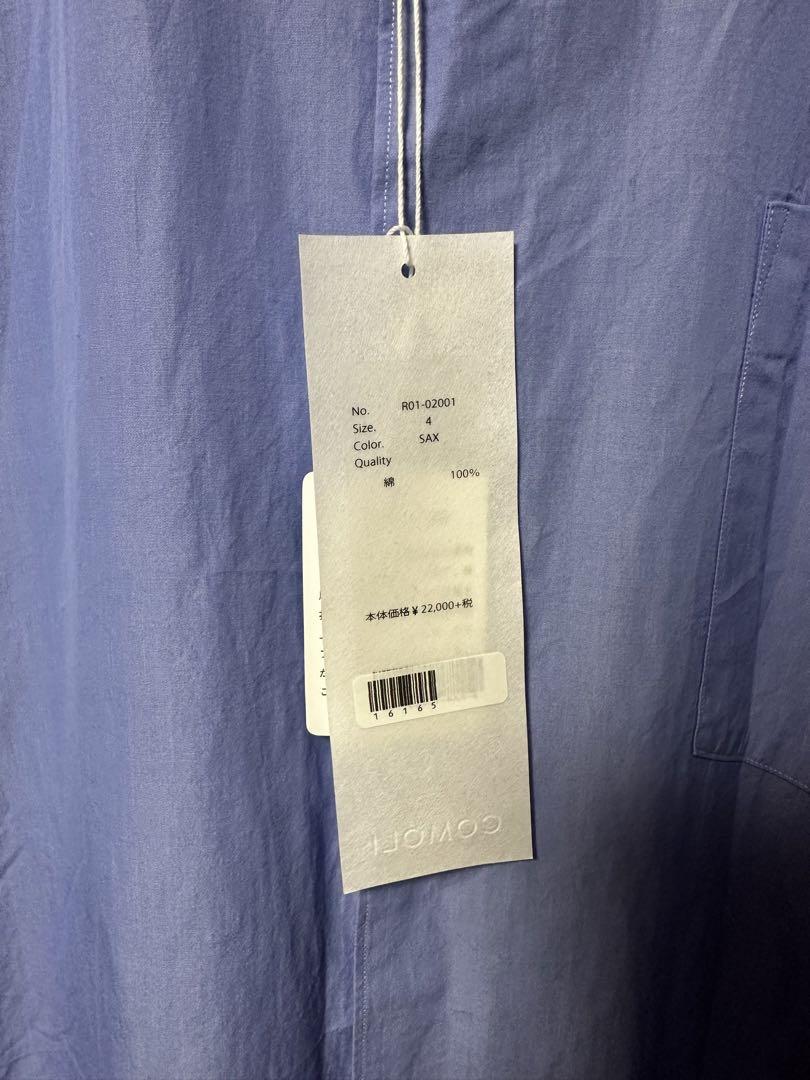 No. R01-02001
Size. 4
Color. SAX
Quality
綿 100%
本体価格¥22,000+税
16165
COMOLI